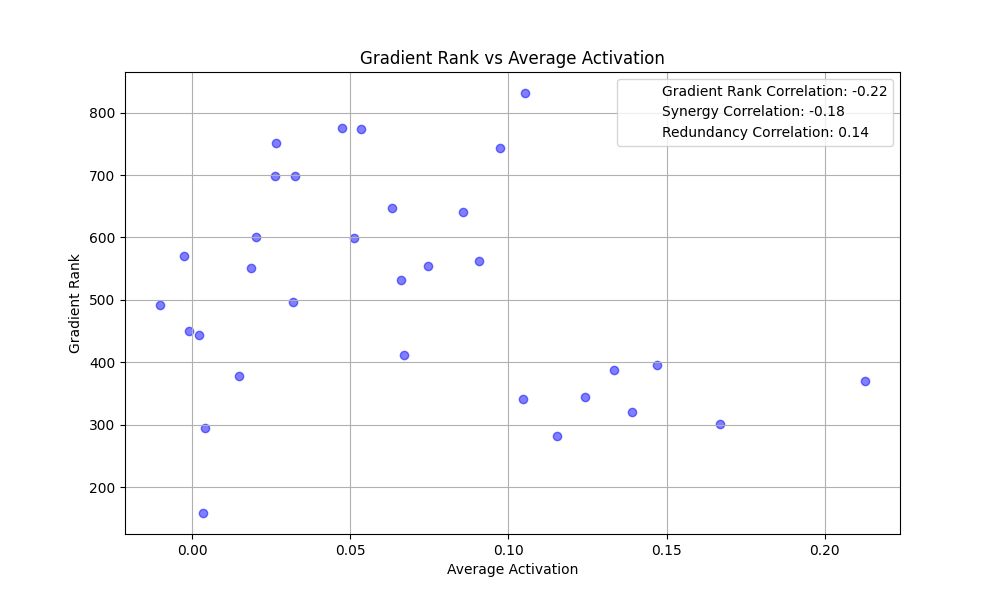 Gradient Rank vs Average Activation
Gradient Rank Correlation: -0.22
Synergy Correlation: -0.18
Redundancy Correlation: 0.14
800
700
600
500
400
300
200
Gradient Rank
0.00 0.05 0.10 0.15 0.20
Average Activation